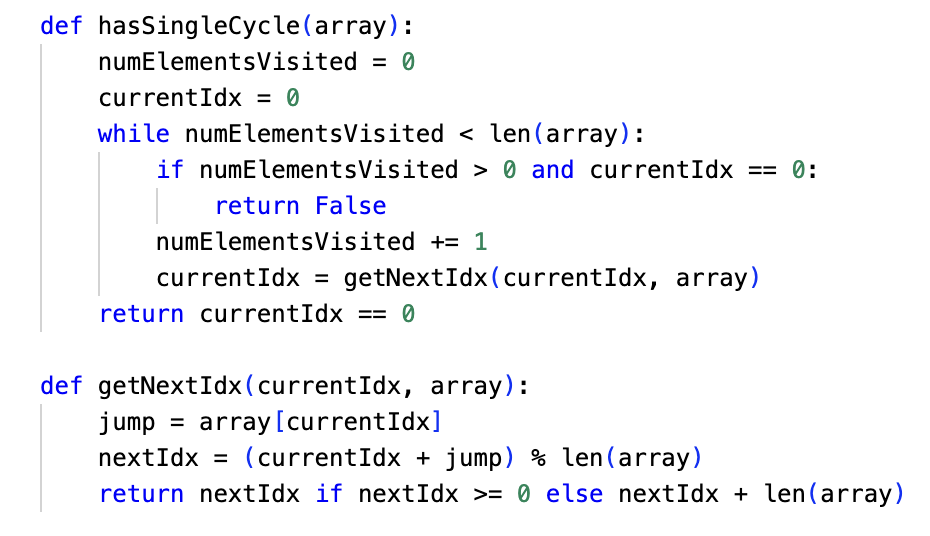 def hasSingleCycle(array):
    numElementsVisited = 0
    currentIdx = 0
    while numElementsVisited < len(array):
        if numElementsVisited > 0 and currentIdx == 0:
            return False
        numElementsVisited += 1
        currentIdx = getNextIdx(currentIdx, array)
    return currentIdx == 0

def getNextIdx(currentIdx, array):
    jump = array[currentIdx]
    nextIdx = (currentIdx + jump) % len(array)
    return nextIdx if nextIdx >= 0 else nextIdx + len(array)